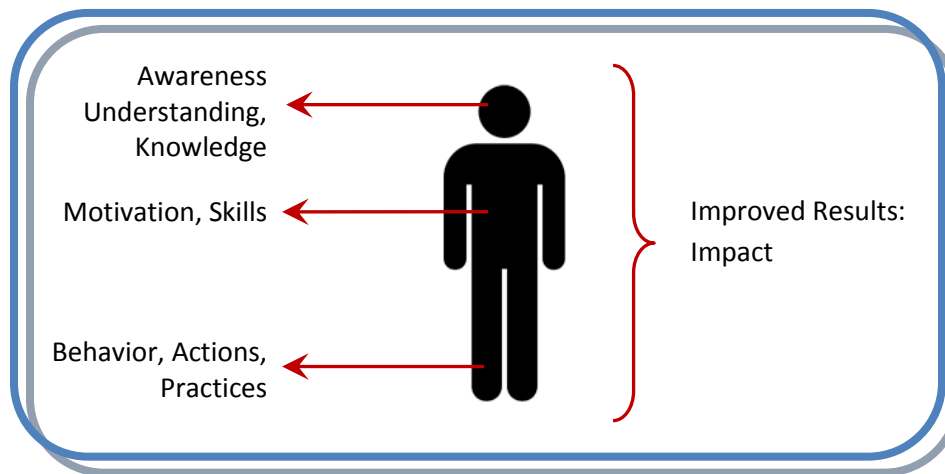 Awareness
Understanding,
Knowledge
Motivation, Skills
Behavior, Actions,
Practices
Improved Results:
Impact